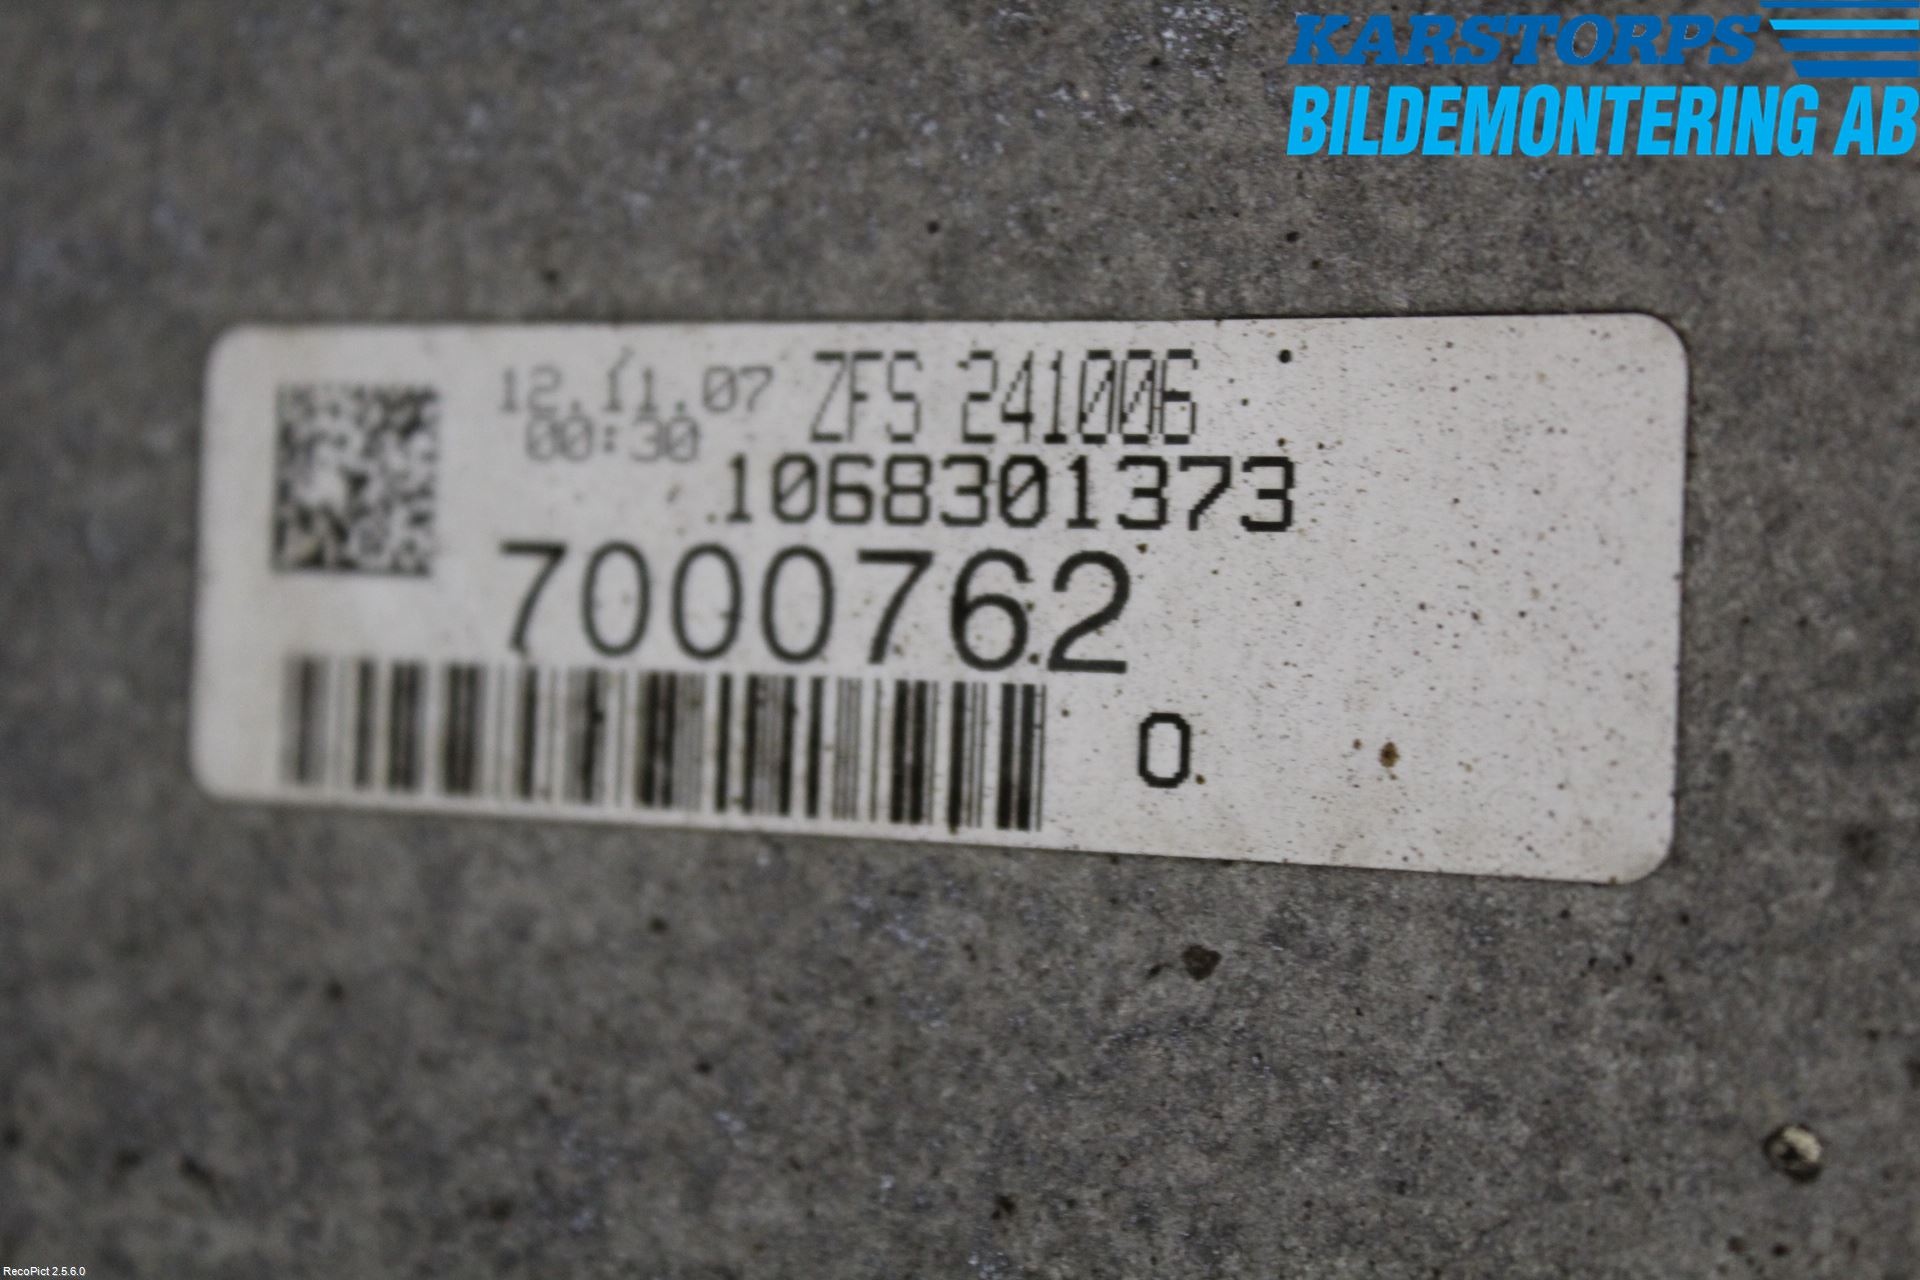 KARSTORPS
BILDEMONTERING AB
12.11.07 ZFS 241006
00:30
1068301373
7000762
0
RecoPict 2.5.6.0